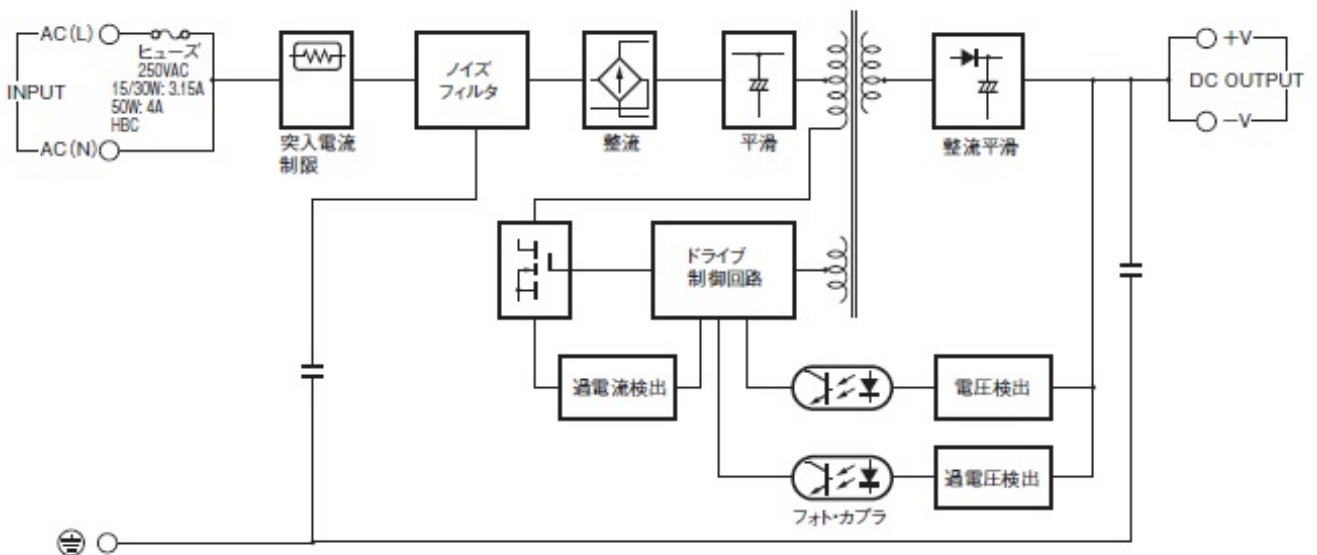 AC(L)
ヒューズ
250VAC
15/30W: 3.15A
50W: 4A
HBC
INPUT
AC(N)
突入電流
制限
ノイズ
フィルタ
整流
平滑
整流平滑
+V
DC OUTPUT
−V
ドライブ
制御回路
過電流検出
電圧検出
過電圧検出
フォト・カプラ